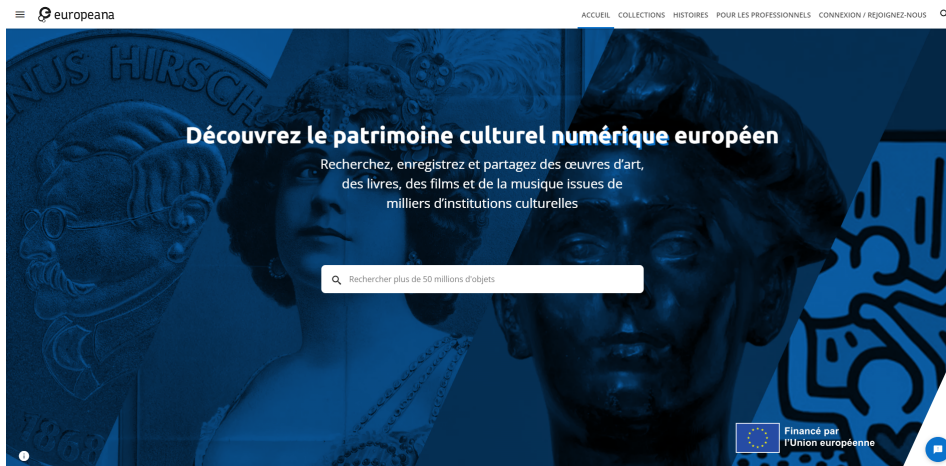 europeana
ACCUEIL COLLECTIONS HISTOIRES POUR LES PROFESSIONNELS CONNEXION / REJOIGNEZ-NOUS
NUS HIRSCH
Découvrez le patrimoine culturel numérique européen
Recherchez, enregistrez et partagez des œuvres d'art,
des livres, des films et de la musique issues de
milliers d'institutions culturelles
Rechercher plus de 50 millions d'objets
Financé par
l'Union européenne